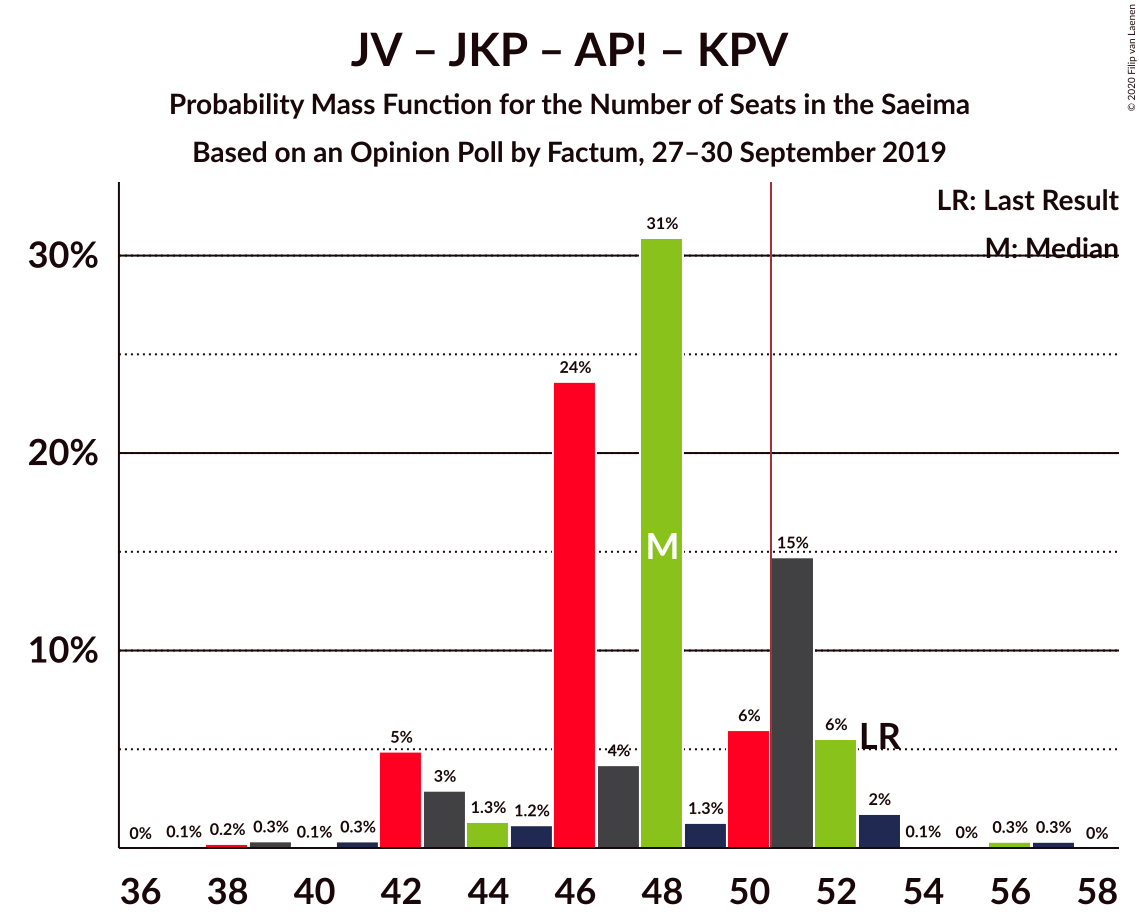 JV – JKP – AP! – KPV
Probability Mass Function for the Number of Seats in the Saeima
Based on an Opinion Poll by Factum, 27–30 September 2019
© 2020 Filip van Laenen
LR: Last Result
M: Median
30%
20%
10%
0%
0.1%
0.2%
0.3%
0.1%
0.3%
5%
3%
1.3%
1.2%
24%
4%
31%
1.3%
6%
15%
6%
2%
0.1%
0%
0.3%
0.3%
0%
M
LR
36 38 40 42 44 46 48 50 52 54 56 58